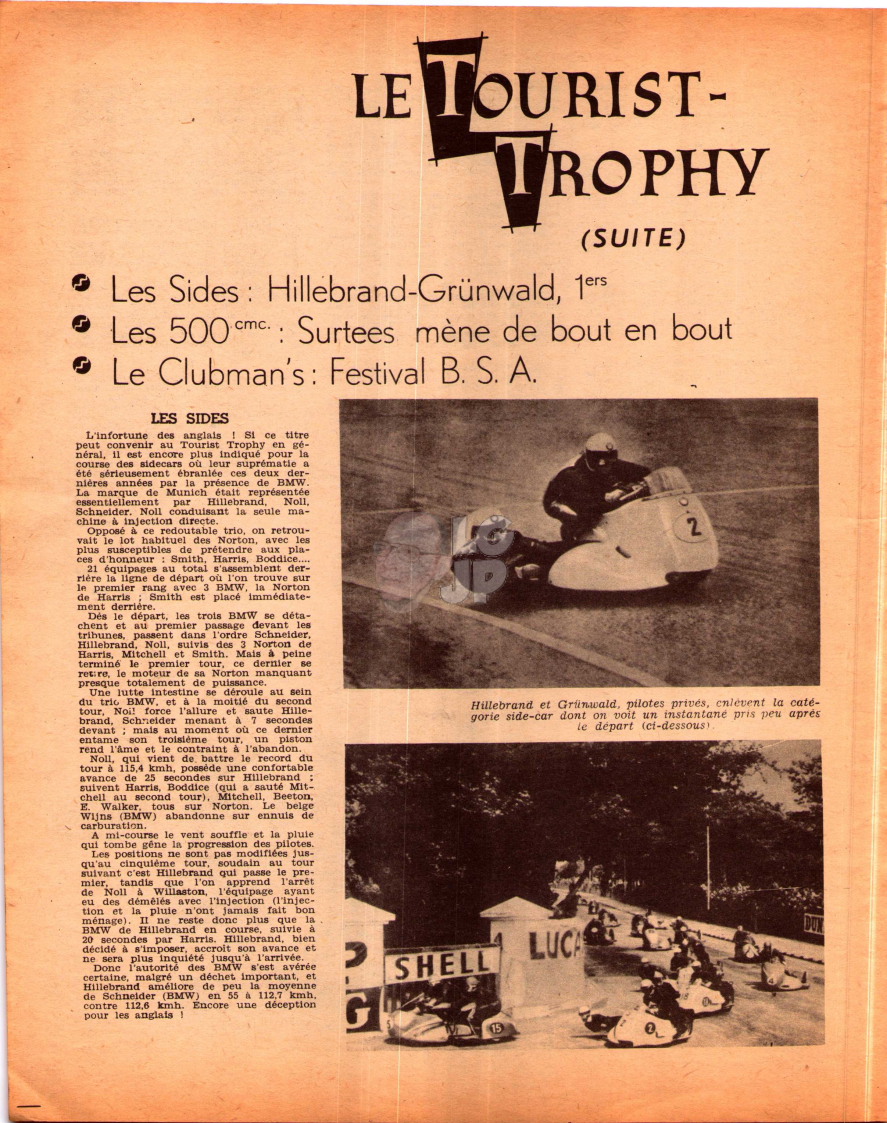 LE TOURIST-
TROPHY
(SUITE)
Les Sides : Hillebrand-Grünwald, 1ers
Les 500 cmc. : Surtees mène de bout en bout
Le Clubman's : Festival B. S. A.
LES SIDES
L'infortune des anglais ! Si ce titre
peut convenir au Tourist Trophy en gé-
néral, il est encore plus indiqué pour la
course des sidecars où leur suprématie a
été sérieusement ébranlée ces deux der-
nières années par la présence de BMW.
La marque de Munich était représentée
essentiellement par Hillebrand, Noll,
Schneider. Noll conduisant la seule ma-
chine à injection directe.
Opposé à ce redoutable trio, on retrou-
vait le lot habituel des Norton, avec les
plus susceptibles de prétendre aux pla-
ces d'honneur : Smith, Harris, Boddice....
21 équipages au total s'assemblent der-
rière la ligne de départ où l'on trouve sur
le premier rang avec 3 BMW, la Norton
de Harris ; Smith est placé immédiate-
ment derrière.
Dès le départ, les trois BMW se déta-
chent et au premier passage devant les
tribunes, passent dans l'ordre Schneider,
Hillebrand, Noll, suivis des 3 Norton de
Harris, Mitchell et Smith. Mais à peine
terminé le premier tour, ce dernier se
retire, le moteur de sa Norton manquant
presque totalement de puissance.
Une lutte intestine se déroule au sein
du trio BMW, et à la moitié du second
tour, Noll force l'allure et saute Hille-
brand, Schneider menant à 7 secondes
devant ; mais au moment où ce dernier
entame son troisième tour, un piston
rend l'âme et le contraint à l'abandon.
Noll, qui vient de battre le record du
tour à 115,4 kmh, possède une confortable
avance de 25 secondes sur Hillebrand ;
suivent Harris, Boddice (qui a sauté Mit-
chell au second tour), Mitchell, Beeton,
E. Walker, tous sur Norton. Le belge
Wijns (BMW) abandonne sur ennuis de
carburation.
A mi-course le vent souffle et la pluie
qui tombe gêne la progression des pilotes.
Les positions ne sont pas modifiées jus-
qu'au cinquième tour, soudain au tour
suivant c'est Hillebrand qui passe le pre-
mier, tandis que l'on apprend l'arrêt
de Noll à Willaston, l'équipage ayant
eu des démêlés avec l'injection (l'injec-
tion et la pluie n'ont jamais fait bon
ménage). Il ne reste donc plus que la
BMW de Hillebrand en course, suivie à
20 secondes par Harris. Hillebrand, bien
décidé à s'imposer, accroit son avance et
ne sera plus inquiété jusqu'à l'arrivée.
Donc l'autorité des BMW s'est avérée
certaine, malgré un déchet important, et
Hillebrand améliore de peu la moyenne
de Schneider (BMW) en 55 à 112,7 kmh,
contre 112,6 kmh. Encore une déception
pour les anglais !
2
LC
JP
Hillebrand et Grünwald, pilotes privés, enlèvent la caté-
gorie side-car dont on voit un instantané pris peu après
le départ (ci-dessous).
SHELL
LUCA
G
15
2
4